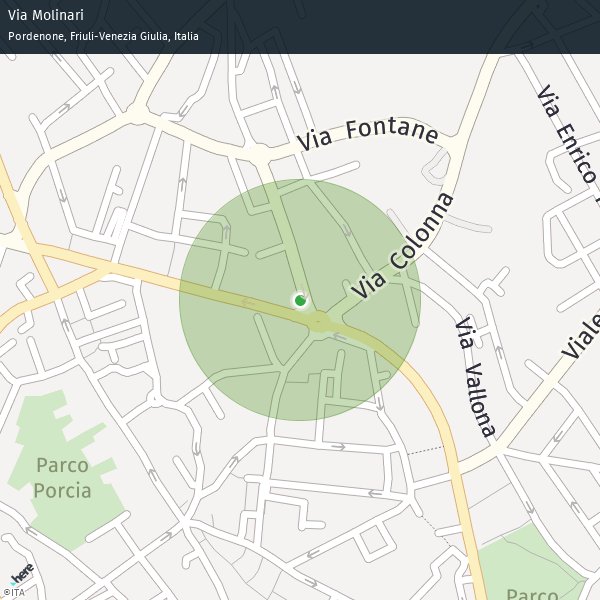 Via Molinari
Pordenone, Friuli-Venezia Giulia, Italia
Via Fontane
Via Enrico
Via Colonna
Via Vallona
Parco
Porcia
Parco
here
©ITA